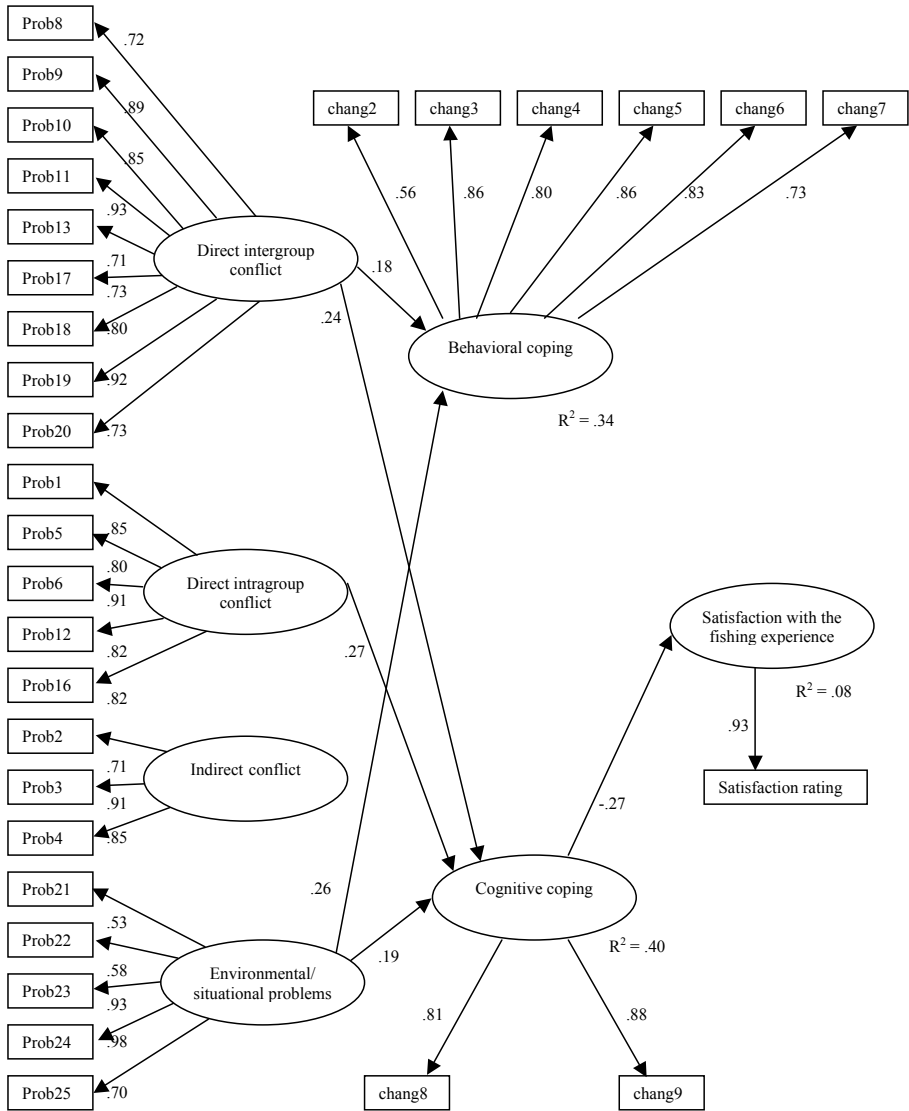 Prob8
.72
Prob9
.89
Prob10
.85
Prob11
.93
Prob13
.71
Prob17
.73
Prob18
.80
Prob19
.92
Prob20
.73
Direct intergroup
conflict
.18
.24
chang2
chang3
chang4
chang5
chang6
chang7
.56
.86
.80
.86
.83
.73
Behavioral coping
R² = .34
Prob1
.85
Prob5
.80
Prob6
.91
Prob12
.82
Prob16
.82
Direct intragroup
conflict
.27
Prob2
.71
Prob3
.91
Prob4
.85
Indirect conflict
Satisfaction with the
fishing experience
R² = .08
.93
Satisfaction rating
-.27
Prob21
.53
Prob22
.58
Prob23
.93
Prob24
.98
Prob25
.70
Environmental/
situational problems
.26
.19
Cognitive coping
R² = .40
.81
.88
chang8
chang9